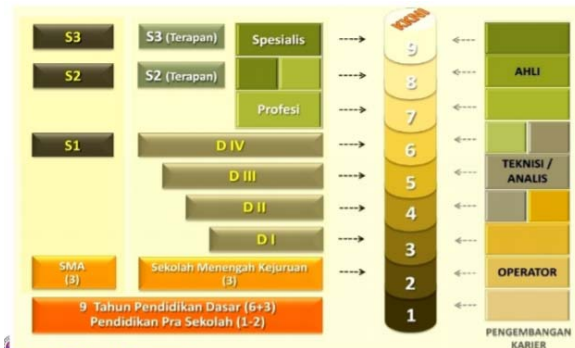 S3
S3 (Terapan)
Spesialis
S2
S2 (Terapan)
Profesi
S1
D IV
D III
D II
D I
SMA
(3)
Sekolah Menengah Kejuruan
(3)
9 Tahun Pendidikan Dasar (6+3)
Pendidikan Pra Sekolah (1-2)
KKNI
9
8
7
6
5
4
3
2
1
AHLI
TEKNISI /
ANALIS
OPERATOR
PENGEMBANGAN
KARIER